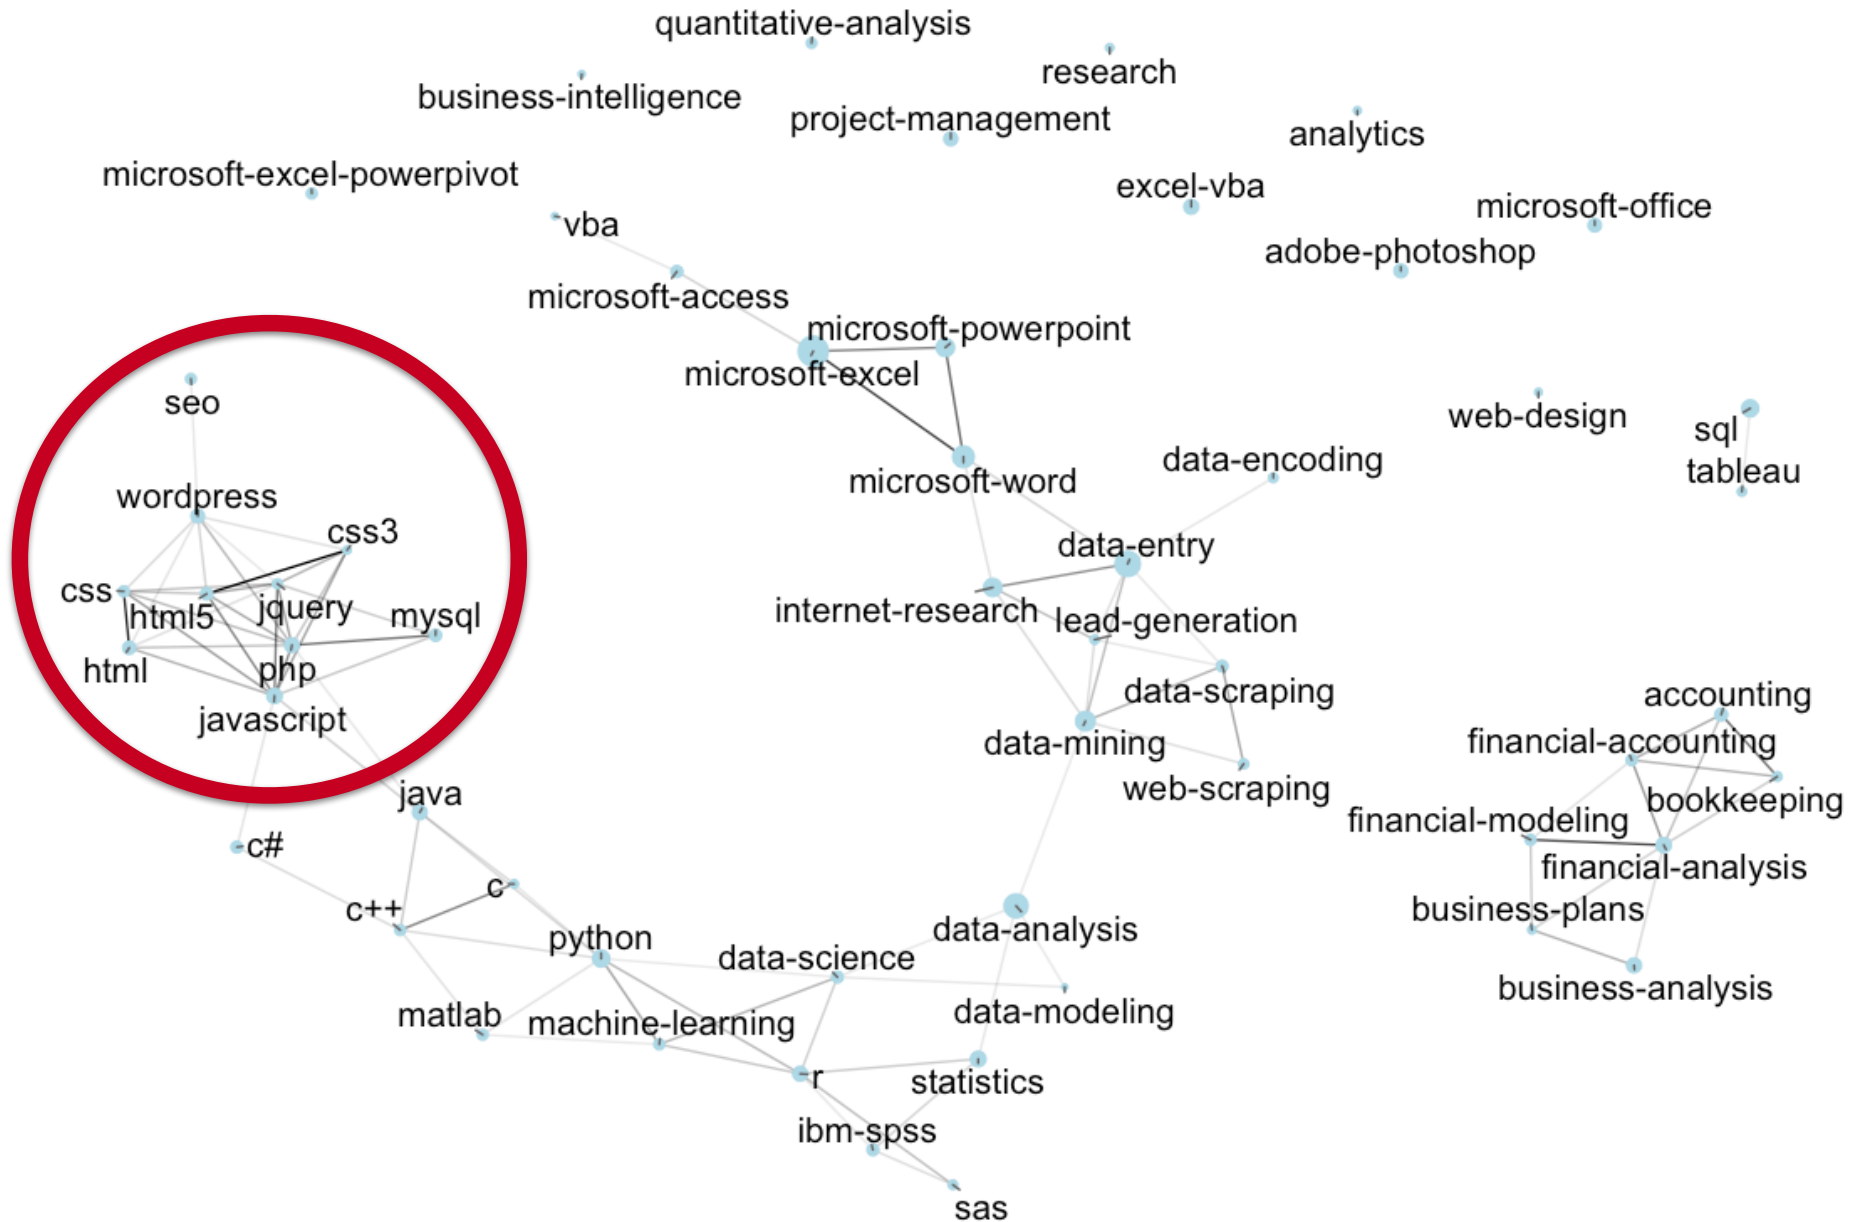 quantitative-analysis
research
business-intelligence
project-management
analytics
microsoft-excel-powerpivot
excel-vba
microsoft-office
vba
adobe-photoshop
microsoft-access
microsoft-powerpoint
microsoft-excel
seo
web-design
sql
data-encoding
tableau
microsoft-word
wordpress
css3
data-entry
css
html5
jquery
mysql
internet-research
lead-generation
html
php
data-scraping
accounting
javascript
data-mining
financial-accounting
web-scraping
java
bookkeeping
financial-modeling
c#
financial-analysis
c
c++
business-plans
python
data-analysis
data-science
business-analysis
matlab
machine-learning
data-modeling
r
statistics
ibm-spss
sas